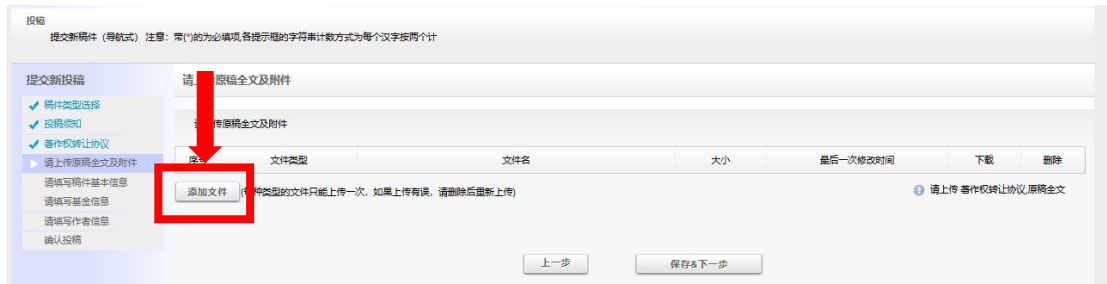 投稿
提交新稿件（导航式）注意：带(*)的为必填项,各提示框的字符串计数方式为每个汉字按两个计
提交新投稿
稿件类型选择
投稿须知
著作权转让协议
请上传原稿全文及附件
请填写稿件基本信息
请填写基金信息
请填写作者信息
确认投稿
请上传原稿全文及附件
请上传原稿全文及附件
序号 文件类型 文件名 大小 最后一次修改时间 下载 删除
添加文件 (每种类型的文件只能上传一次，如果上传有误，请删除后重新上传) 请上传 著作权转让协议,原稿全文
上一步 保存&下一步